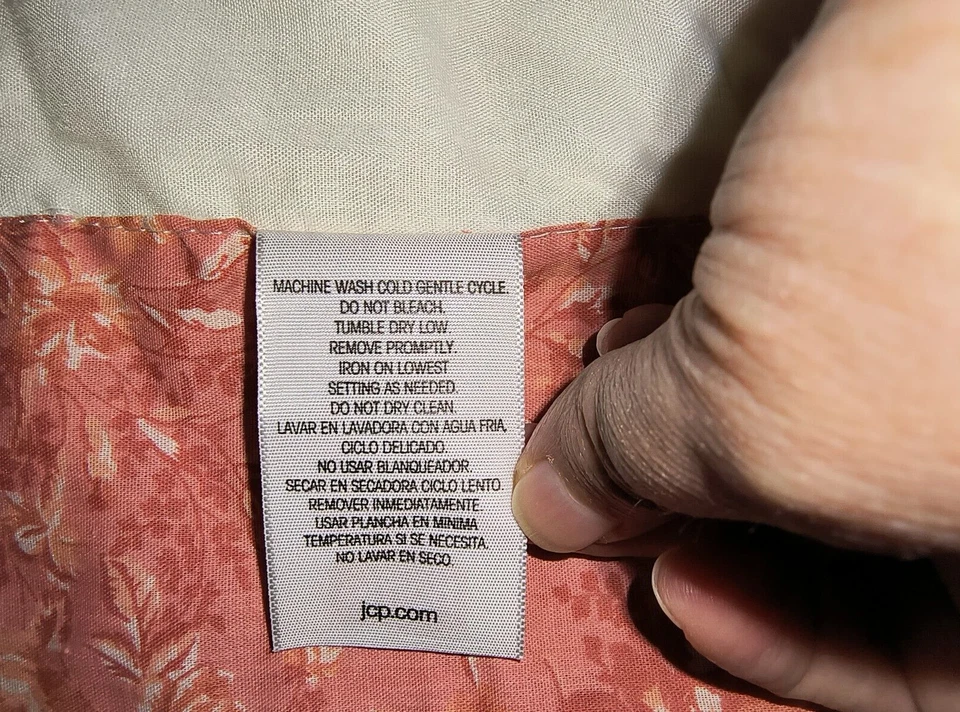 MACHINE WASH COLD GENTLE CYCLE.
DO NOT BLEACH.
TUMBLE DRY LOW.
REMOVE PROMPTLY.
IRON ON LOWEST
SETTING AS NEEDED.
DO NOT DRY CLEAN.
LAVAR EN LAVADORA CON AGUA FRIA,
CICLO DELICADO.
NO USAR BLANQUEADOR.
SECAR EN SECADORA CICLO LENTO.
REMOVER INMEDIATAMENTE.
USAR PLANCHA EN MINIMA
TEMPERATURA SI SE NECESITA.
NO LAVAR EN SECO.
jcp.com